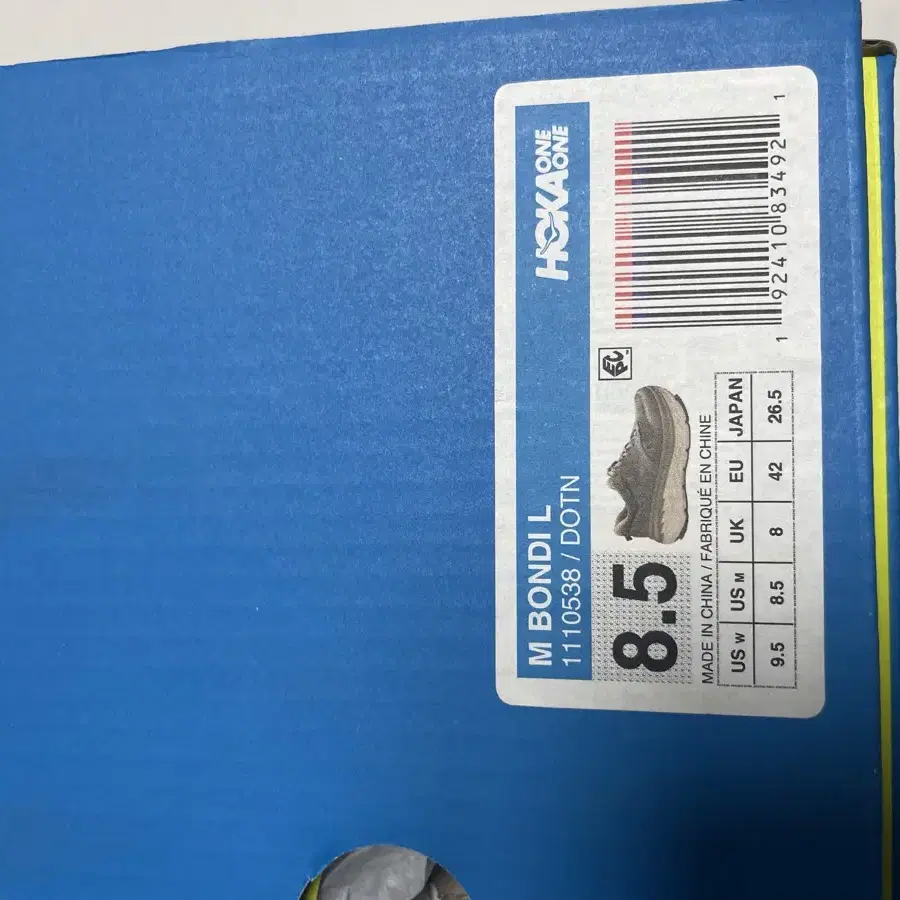 M BONDI L
1110538 / DOTN
HOKA ONE ONE
8.5
MADE IN CHINA / FABRIQUÉ EN CHINE
US W US M UK EU JAPAN
9.5 8.5 8 42 26.5
1 92410 83492 1